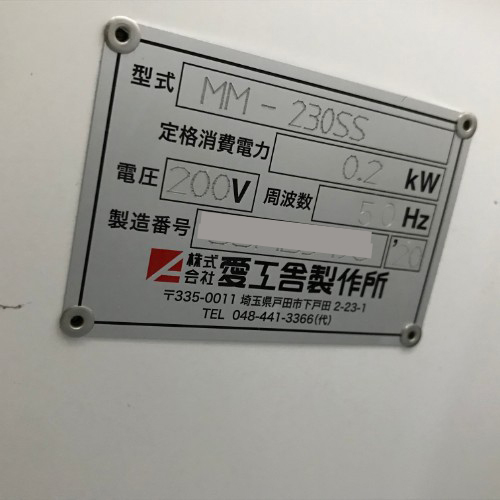 型式 MM-230SS
定格消費電力 0.2 kW
電圧 200V 周波数 50 Hz
製造番号 '20
株式会社 愛工舎製作所
〒335-0011 埼玉県戸田市下戸田 2-23-1
TEL 048-441-3366(代)